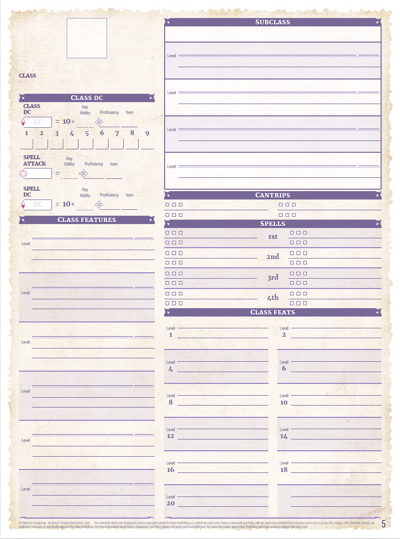 CLASS
CLASS DC
CLASS
DC
DC
= 10+
Key
Ability
Proficiency
Item
1 2 3 4 5 6 7 8 9
SPELL
ATTACK
=
Key
Ability
Proficiency
Item
SPELL
DC
DC
= 10+
Key
Ability
Proficiency
Item
CLASS FEATURES
Level
Level
Level
Level
Level
Level
SUBCLASS
Level
Level
Level
Level
CANTRIPS
SPELLS
1st
2nd
3rd
4th
CLASS FEATS
Level
1
Level
2
Level
4
Level
6
Level
8
Level
10
Level
12
Level
14
Level
16
Level
18
Level
20
5